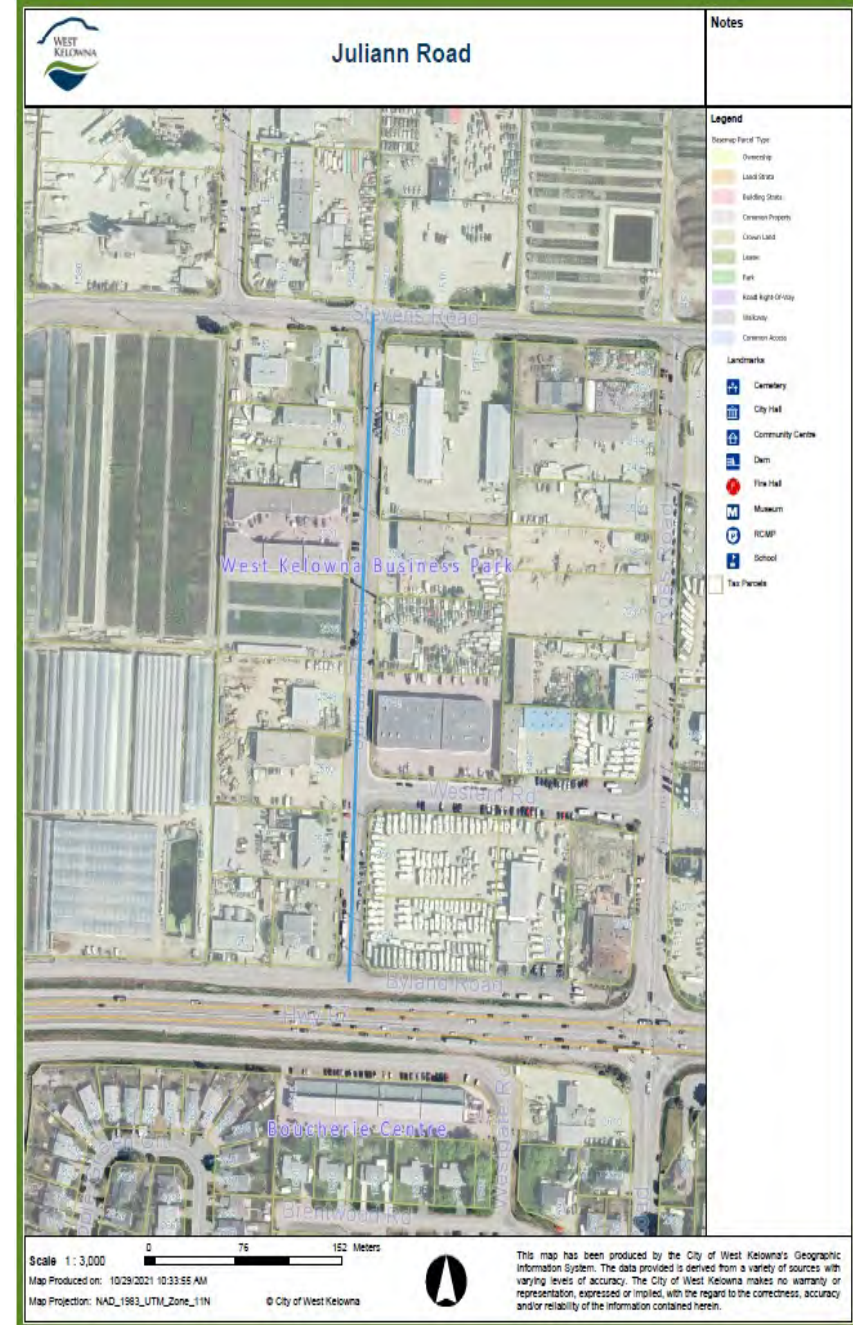 WEST
KELOWNA
Juliann Road
Notes
Legend
Basemap Parcel Type
Ownership
Land Strata
Building Strata
Common Property
Crown Land
Lease
Park
Road Right-Of-Way
Walkway
Common Access
Landmarks
Cemetery
City Hall
Community Centre
Dam
Fire Hall
Museum
RCMP
School
Tax Parcels
Stevens Road
West Kelowna Business Park
Ross Road
Western Rd
Byland Road
Hwy 97
Boucherie Centre
Westgate R
Brentwood Rd
Scale 1 : 3,000
0 76 152 Meters
Map Produced on: 10/29/2021 10:33:55 AM
Map Projection: NAD_1983_UTM_Zone_11N © City of West Kelowna
This map has been produced by the City of West Kelowna's Geographic
Information System. The data provided is derived from a variety of sources with
varying levels of accuracy. The City of West Kelowna makes no warranty or
representation, expressed or implied, with the regard to the correctness, accuracy
and/or reliability of the information contained herein.